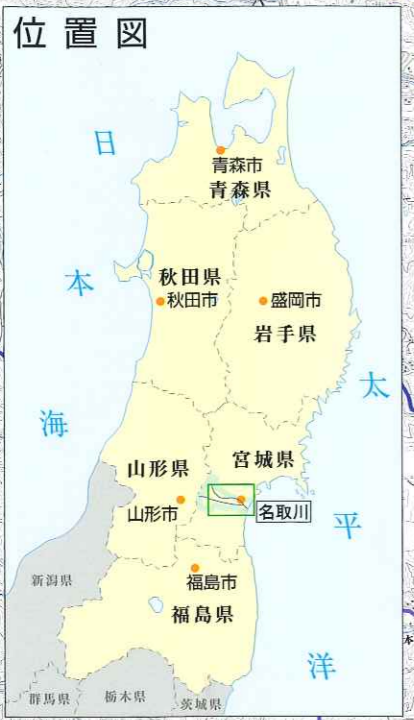 位置図
日本海
青森市
青森県
秋田県
秋田市
盛岡市
岩手県
太平洋
山形県
宮城県
山形市
名取川
新潟県
福島市
福島県
群馬県
栃木県
茨城県
本